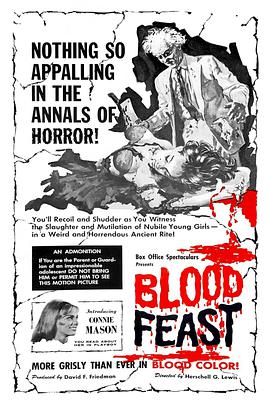 NOTHING SO
APPALLING
IN THE
ANNALS OF
HORROR!
You'll Recoil and Shudder as You Witness
the Slaughter and Mutilation of Nubile Young Girls —
in a Weird and Horrendous Ancient Rite!
AN ADMONITION
If You are the Parent or Guard-
ian of an impressionable
adolescent DO NOT BRING
HIM or PERMIT HIM TO SEE
THIS MOTION PICTURE
Box Office Spectaculars
Presents
BLOOD
FEAST
Introducing
CONNIE
MASON
YOU READ ABOUT
HER IN PLAYBOY
MORE GRISLY THAN EVER IN BLOOD COLOR!
Produced by David F. Friedman
Directed by Herschell G. Lewis